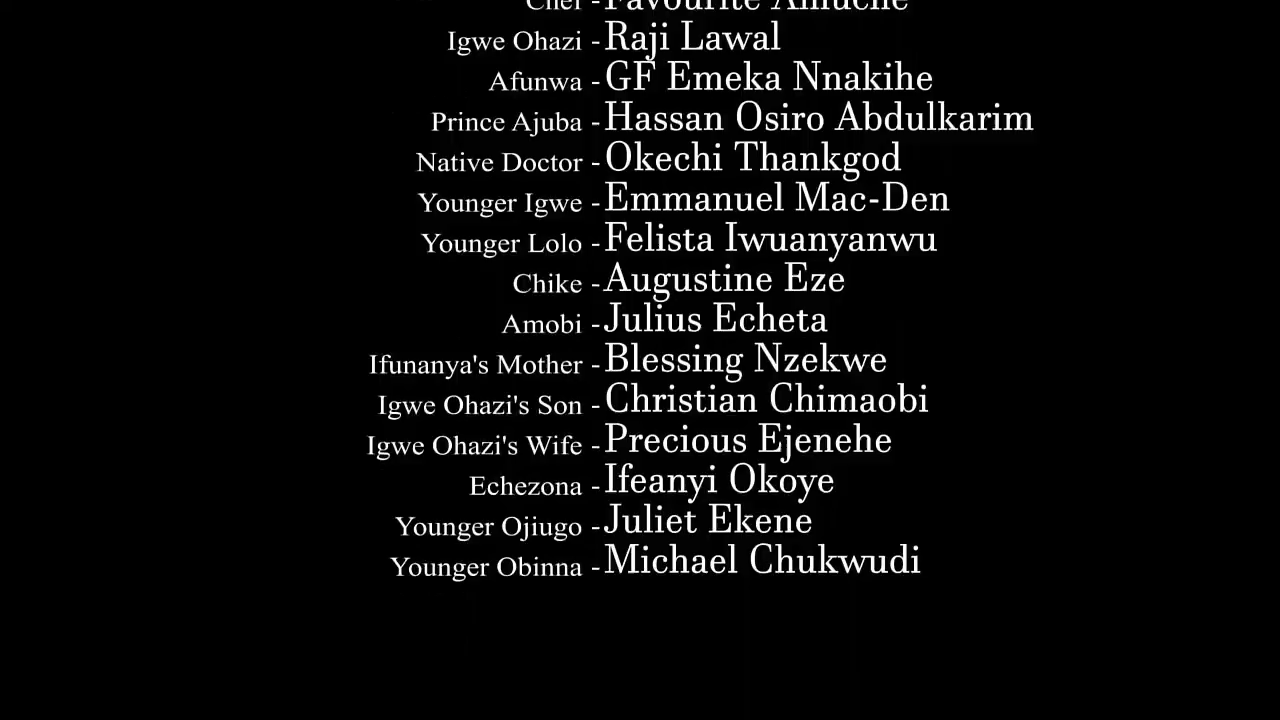 Igwe Ohazi - Raji Lawal
Afunwa - GF Emeka Nnakihe
Prince Ajuba - Hassan Osiro Abdulkarim
Native Doctor - Okechi Thankgod
Younger Igwe - Emmanuel Mac-Den
Younger Lolo - Felista Iwuanyanwu
Chike - Augustine Eze
Amobi - Julius Echeta
Ifunanya's Mother - Blessing Nzekwe
Igwe Ohazi's Son - Christian Chimaobi
Igwe Ohazi's Wife - Precious Ejenehe
Echezona - Ifeanyi Okoye
Younger Ojiugo - Juliet Ekene
Younger Obinna - Michael Chukwudi